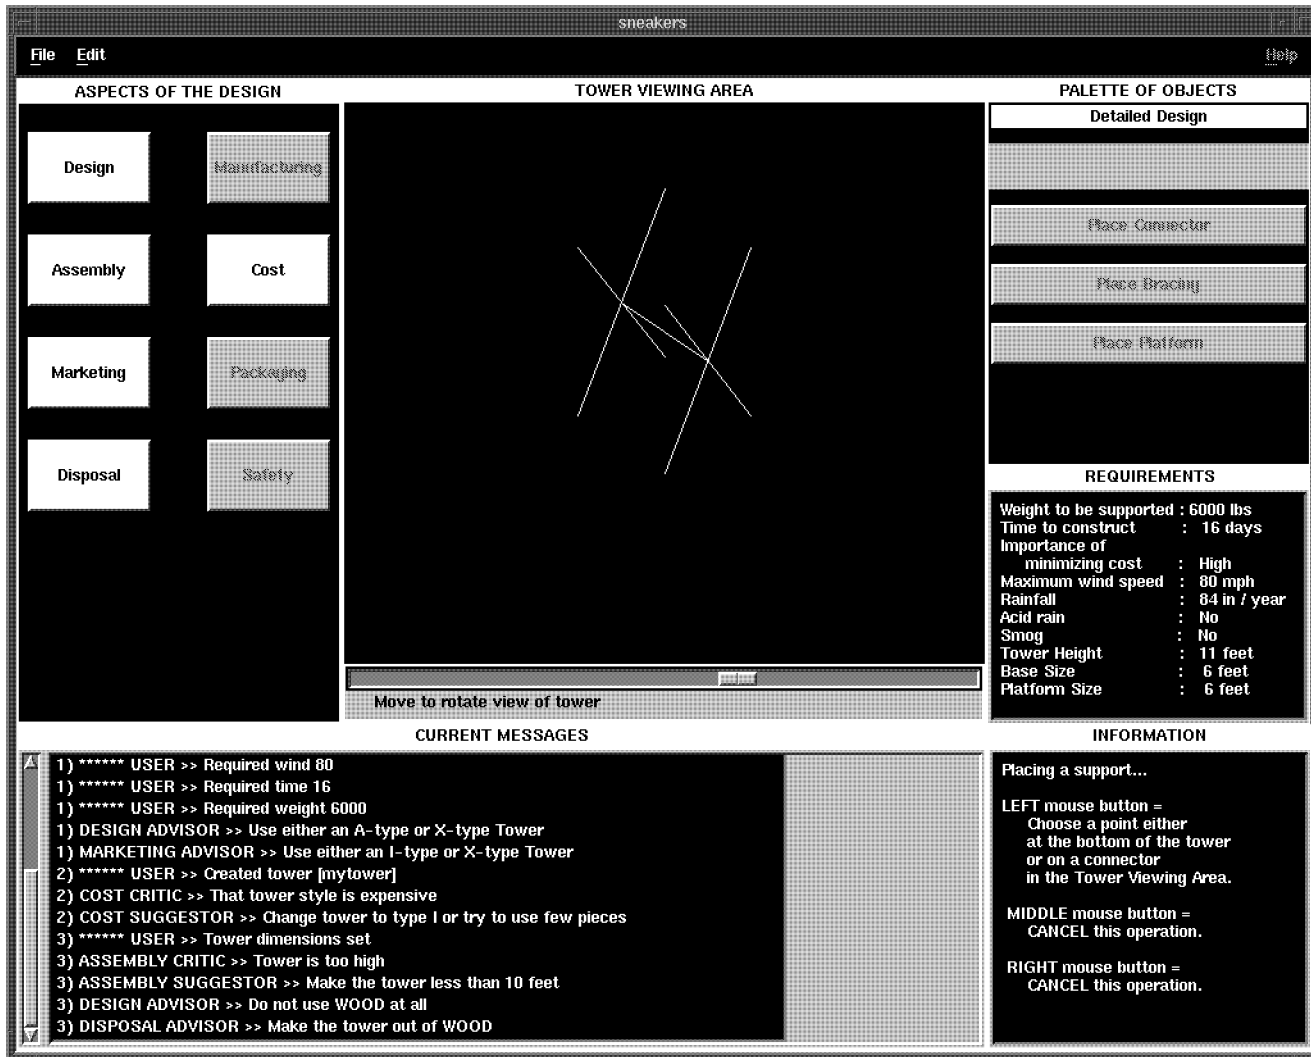 sneakers
File Edit Help
ASPECTS OF THE DESIGN
Design Manufacturing
Assembly Cost
Marketing Packaging
Disposal Safety
TOWER VIEWING AREA
Move to rotate view of tower
PALETTE OF OBJECTS
Detailed Design
Place Connector
Place Bracing
Place Platform
REQUIREMENTS
Weight to be supported : 6000 lbs
Time to construct : 16 days
Importance of
minimizing cost : High
Maximum wind speed : 80 mph
Rainfall : 84 in / year
Acid rain : No
Smog : No
Tower Height : 11 feet
Base Size : 6 feet
Platform Size : 6 feet
CURRENT MESSAGES
1) ****** USER >> Required wind 80
1) ****** USER >> Required time 16
1) ****** USER >> Required weight 6000
1) DESIGN ADVISOR >> Use either an A-type or X-type Tower
1) MARKETING ADVISOR >> Use either an I-type or X-type Tower
2) ****** USER >> Created tower [mytower]
2) COST CRITIC >> That tower style is expensive
2) COST SUGGESTOR >> Change tower to type I or try to use few pieces
3) ****** USER >> Tower dimensions set
3) ASSEMBLY CRITIC >> Tower is too high
3) ASSEMBLY SUGGESTOR >> Make the tower less than 10 feet
3) DESIGN ADVISOR >> Do not use WOOD at all
3) DISPOSAL ADVISOR >> Make the tower out of WOOD
INFORMATION
Placing a support...
LEFT mouse button =
Choose a point either
at the bottom of the tower
or on a connector
in the Tower Viewing Area.
MIDDLE mouse button =
CANCEL this operation.
RIGHT mouse button =
CANCEL this operation.